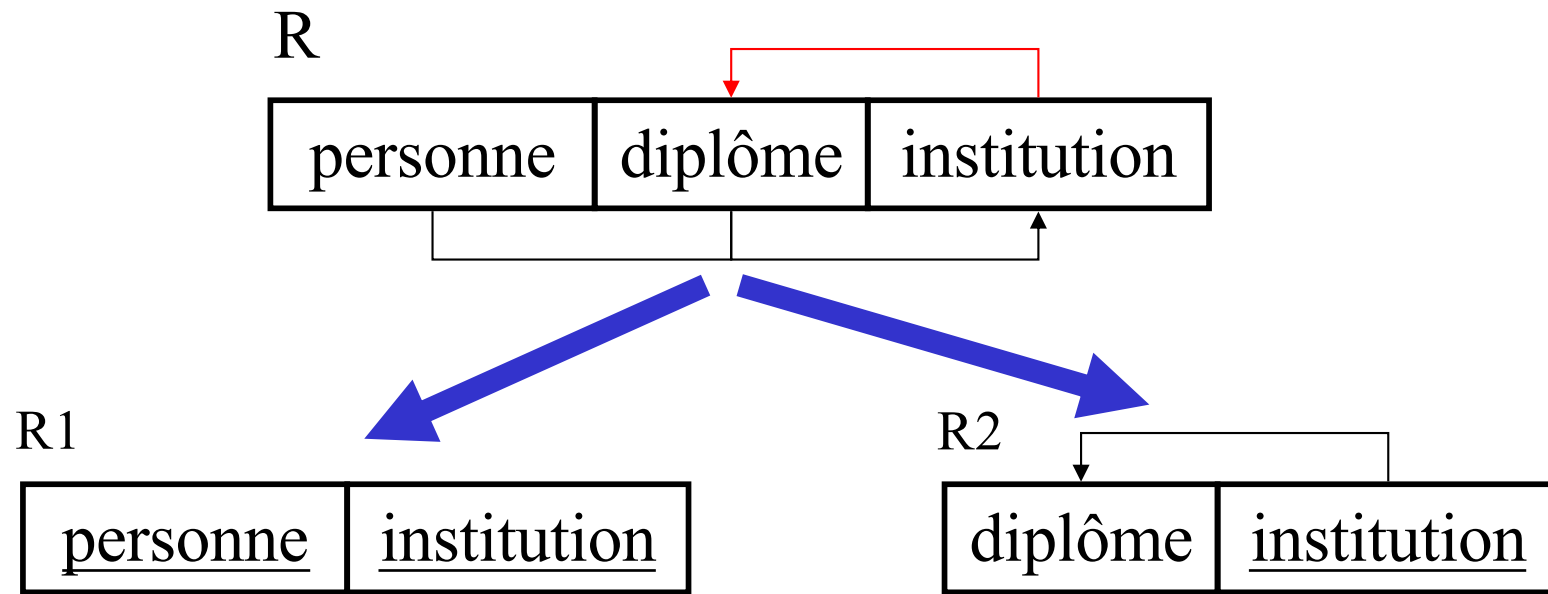 R
personne diplôme institution
R1
R2
personne institution
diplôme institution